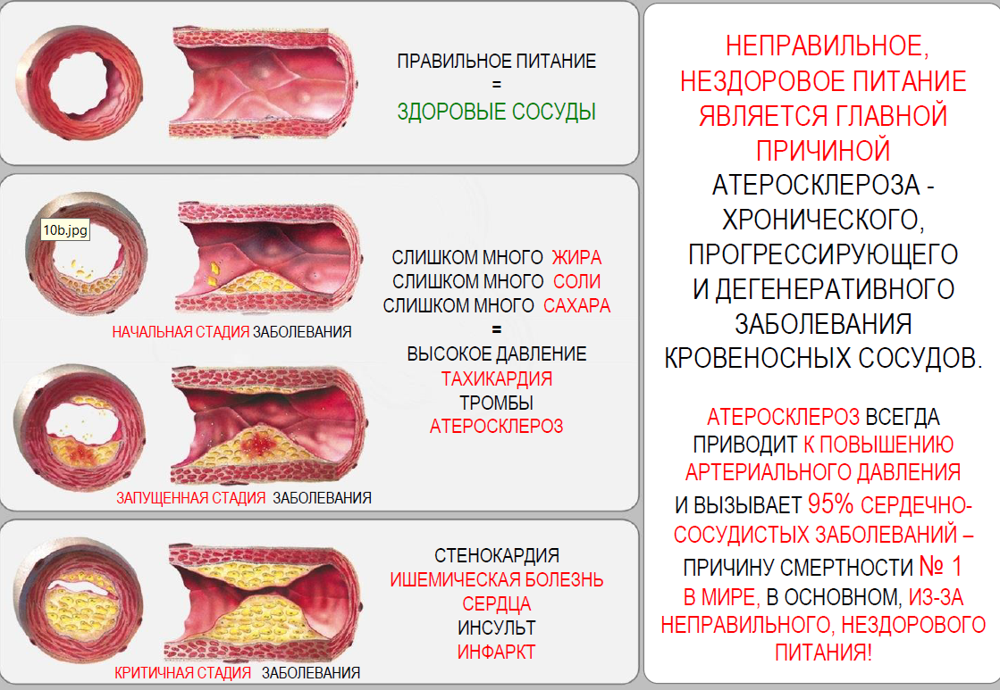 ПРАВИЛЬНОЕ ПИТАНИЕ
=
ЗДОРОВЫЕ СОСУДЫ
10b.jpg
СЛИШКОМ МНОГО ЖИРА
СЛИШКОМ МНОГО СОЛИ
СЛИШКОМ МНОГО САХАРА
=
ВЫСОКОЕ ДАВЛЕНИЕ
ТАХИКАРДИЯ
ТРОМБЫ
АТЕРОСКЛЕРОЗ
НАЧАЛЬНАЯ СТАДИЯ ЗАБОЛЕВАНИЯ
ЗАПУЩЕННАЯ СТАДИЯ ЗАБОЛЕВАНИЯ
СТЕНОКАРДИЯ
ИШЕМИЧЕСКАЯ БОЛЕЗНЬ
СЕРДЦА
ИНСУЛЬТ
ИНФАРКТ
КРИТИЧНАЯ СТАДИЯ ЗАБОЛЕВАНИЯ
НЕПРАВИЛЬНОЕ,
НЕЗДОРОВОЕ ПИТАНИЕ
ЯВЛЯЕТСЯ ГЛАВНОЙ
ПРИЧИНОЙ
АТЕРОСКЛЕРОЗА -
ХРОНИЧЕСКОГО,
ПРОГРЕССИРУЮЩЕГО
И ДЕГЕНЕРАТИВНОГО
ЗАБОЛЕВАНИЯ
КРОВЕНОСНЫХ СОСУДОВ.
АТЕРОСКЛЕРОЗ ВСЕГДА
ПРИВОДИТ К ПОВЫШЕНИЮ
АРТЕРИАЛЬНОГО ДАВЛЕНИЯ
И ВЫЗЫВАЕТ 95% СЕРДЕЧНО-
СОСУДИСТЫХ ЗАБОЛЕВАНИЙ –
ПРИЧИНУ СМЕРТНОСТИ № 1
В МИРЕ, В ОСНОВНОМ, ИЗ-ЗА
НЕПРАВИЛЬНОГО, НЕЗДОРОВОГО
ПИТАНИЯ!